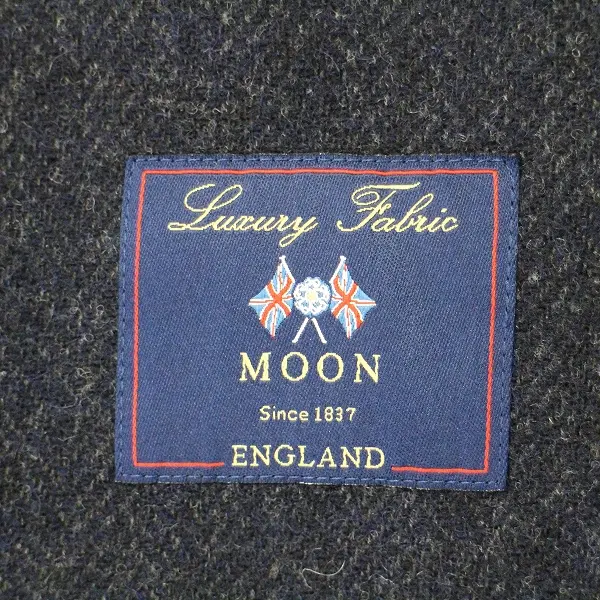 Luxury Fabric
MOON
Since 1837
ENGLAND